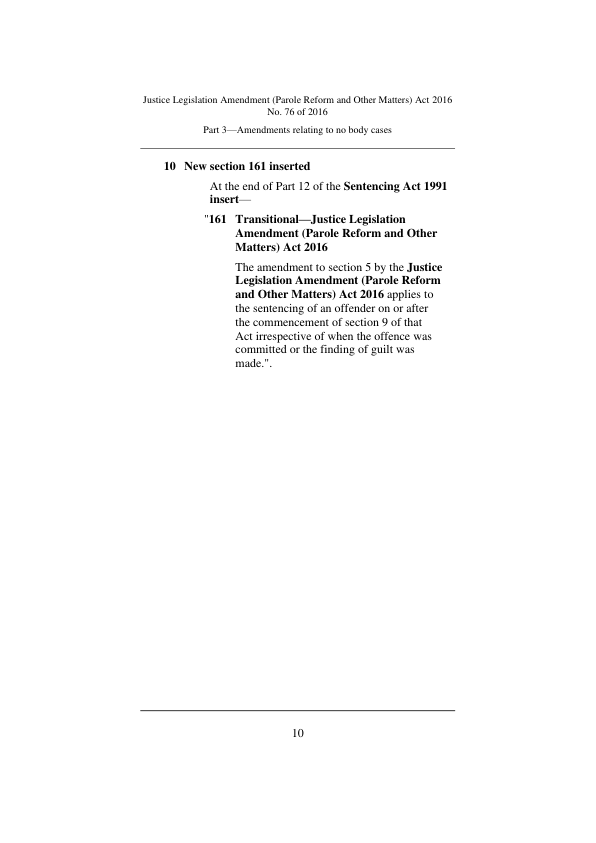 Justice Legislation Amendment (Parole Reform and Other Matters) Act 2016
No. 76 of 2016
Part 3—Amendments relating to no body cases
10 New section 161 inserted
At the end of Part 12 of the Sentencing Act 1991
insert—
"161 Transitional—Justice Legislation
Amendment (Parole Reform and Other
Matters) Act 2016
The amendment to section 5 by the Justice
Legislation Amendment (Parole Reform
and Other Matters) Act 2016 applies to
the sentencing of an offender on or after
the commencement of section 9 of that
Act irrespective of when the offence was
committed or the finding of guilt was
made.".
10